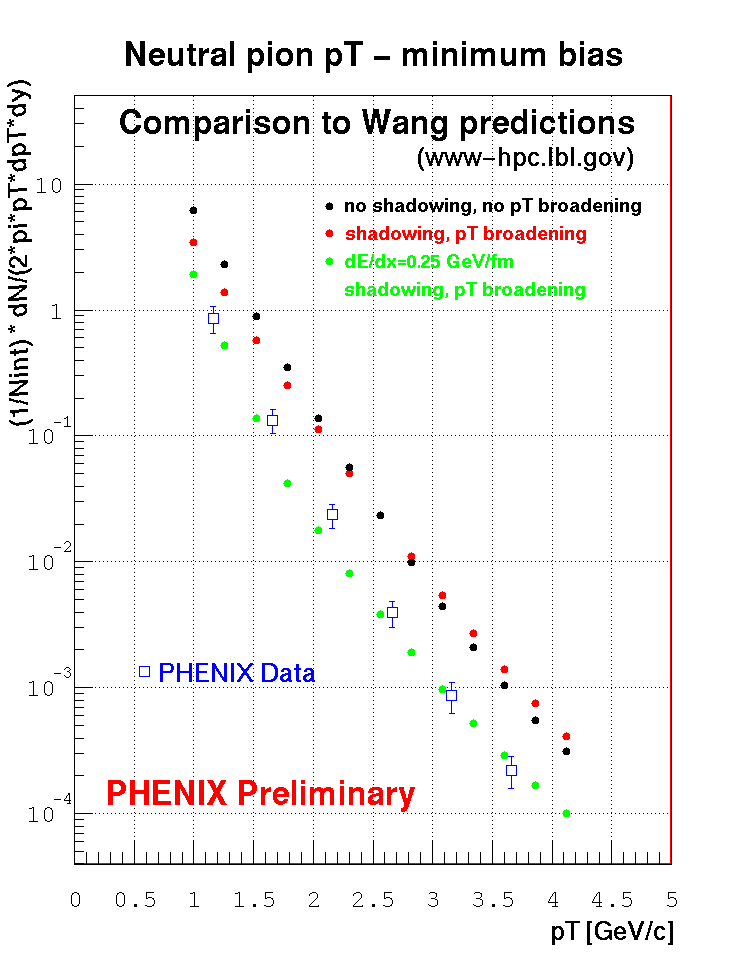 Neutral pion pT – minimum bias
Comparison to Wang predictions
(www–hpc.lbl.gov)
(1/Nint) * dN/(2*pi*pT*dpT*dy)
no shadowing, no pT broadening
shadowing, pT broadening
dE/dx=0.25 GeV/fm
shadowing, pT broadening
10
1
10^-1
10^-2
10^-3
10^-4
PHENIX Data
PHENIX Preliminary
0 0.5 1 1.5 2 2.5 3 3.5 4 4.5 5
pT [GeV/c]